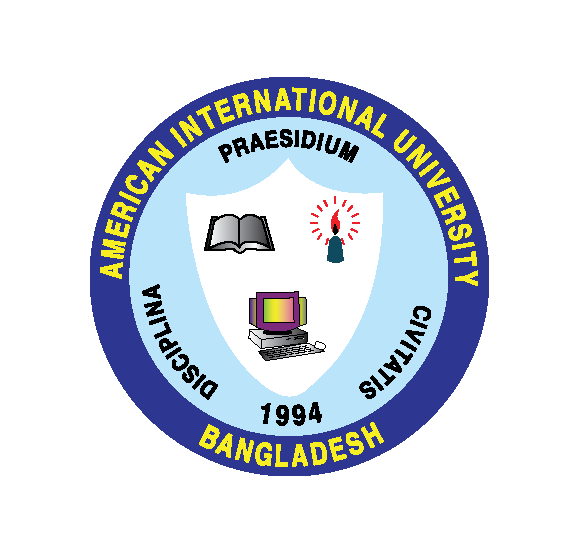 AMERICAN INTERNATIONAL UNIVERSITY
PRAESIDIUM
DISCIPLINA
CIVITATIS
1994
BANGLADESH